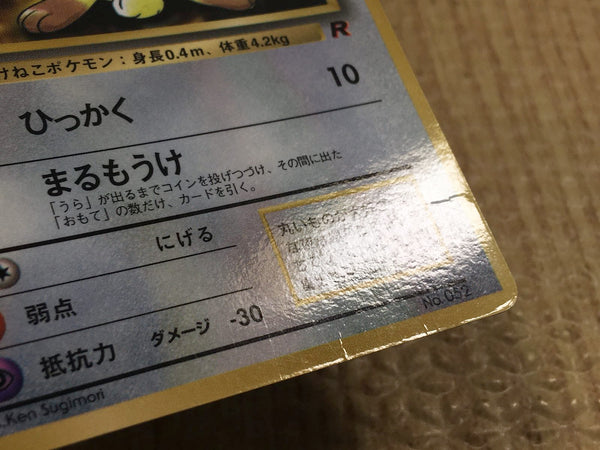 けねこポケモン：身長0.4m、体重4.2kg
R
ひっかく 10
まるもうけ
「うら」が出るまでコインを投げつづけ、その間に出た
「おもて」の数だけ、カードを引く。
にげる
丸いもの
弱点
抵抗力 ダメージ -30
No.052
Ken Sugimori